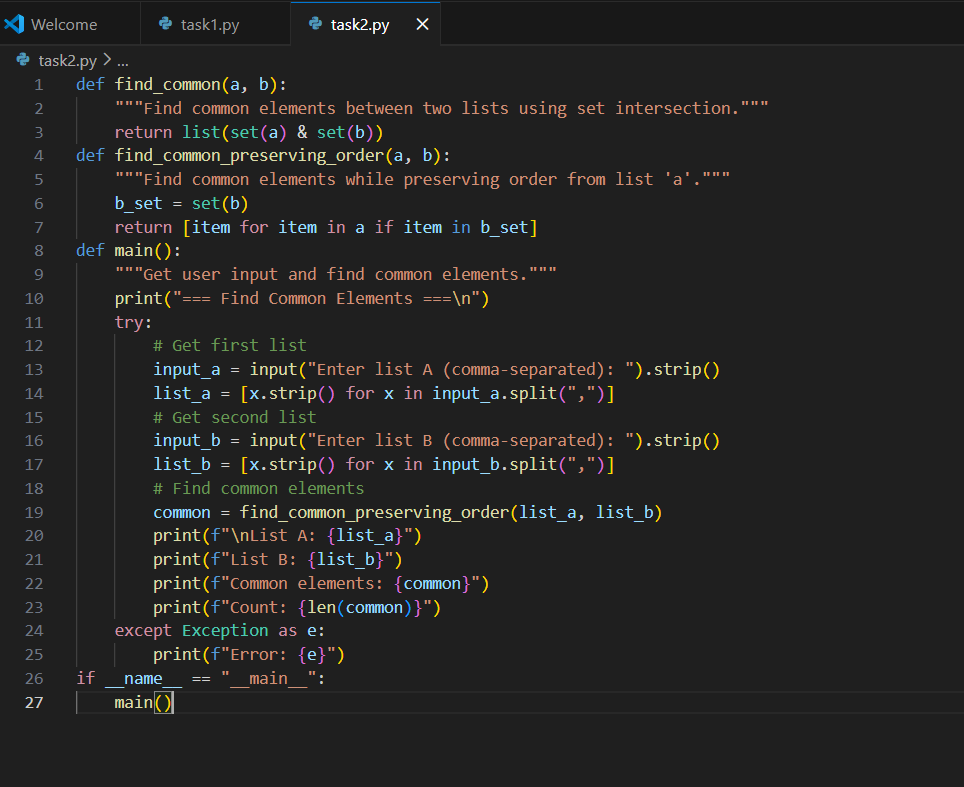 Welcome task1.py task2.py
task2.py > ...
1 def find_common(a, b):
2     """Find common elements between two lists using set intersection."""
3     return list(set(a) & set(b))
4 def find_common_preserving_order(a, b):
5     """Find common elements while preserving order from list 'a'."""
6     b_set = set(b)
7     return [item for item in a if item in b_set]
8 def main():
9     """Get user input and find common elements."""
10     print("=== Find Common Elements ===\n")
11     try:
12         # Get first list
13         input_a = input("Enter list A (comma-separated): ").strip()
14         list_a = [x.strip() for x in input_a.split(",")]
15         # Get second list
16         input_b = input("Enter list B (comma-separated): ").strip()
17         list_b = [x.strip() for x in input_b.split(",")]
18         # Find common elements
19         common = find_common_preserving_order(list_a, list_b)
20         print(f"\nList A: {list_a}")
21         print(f"List B: {list_b}")
22         print(f"Common elements: {common}")
23         print(f"Count: {len(common)}")
24     except Exception as e:
25         print(f"Error: {e}")
26 if __name__ == "__main__":
27     main()